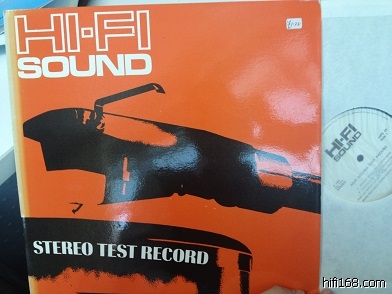 HI-FI
SOUND
STEREO TEST RECORD
HI-FI
SOUND
hifi168.com